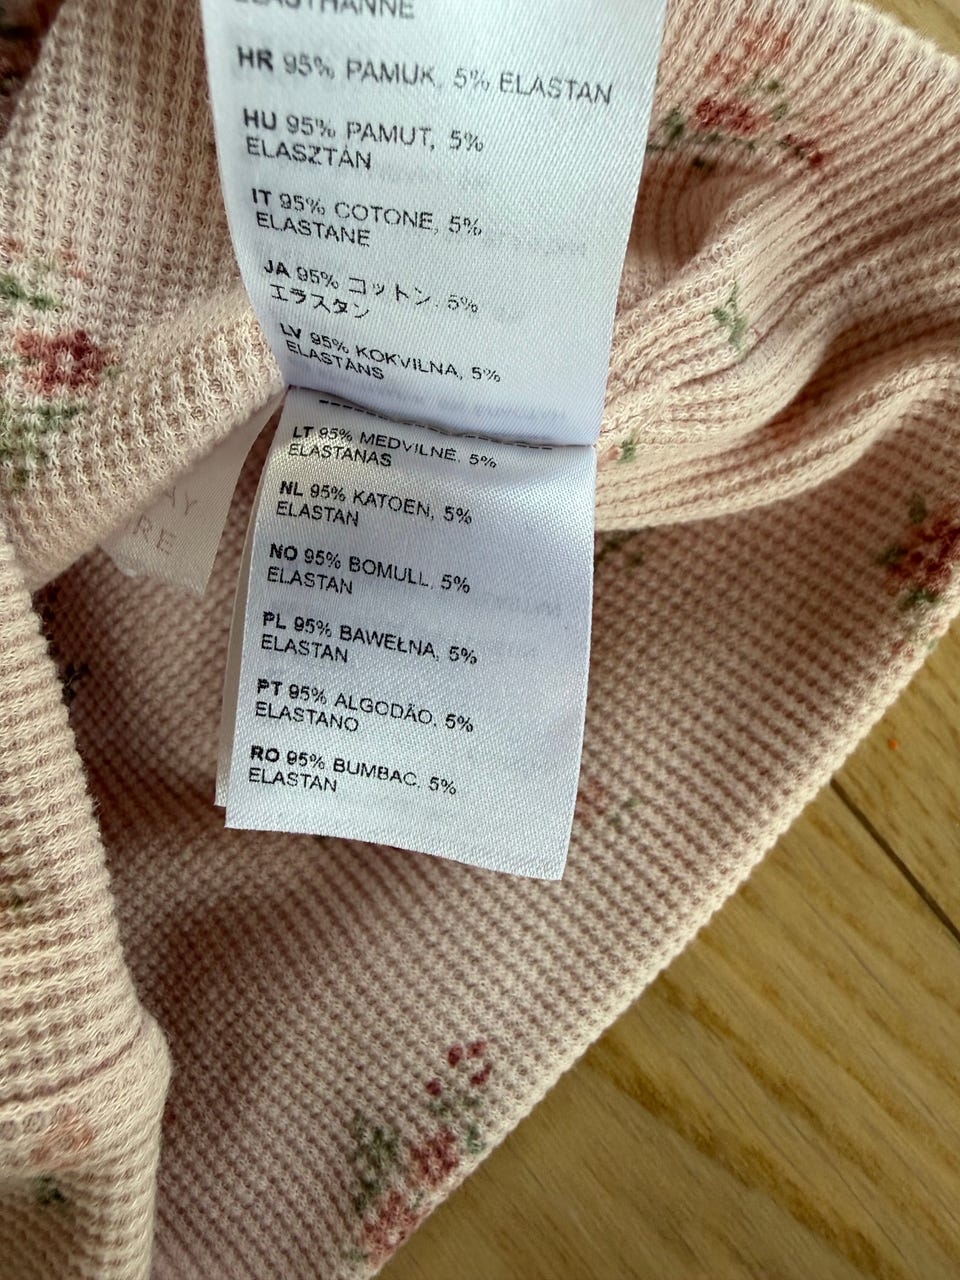 ELASTHANNE
HR 95% PAMUK, 5% ELASTAN
HU 95% PAMUT, 5%
ELASZTÁN
IT 95% COTONE, 5%
ELASTANE
JA 95% コットン, 5%
エラスタン
LV 95% KOKVILNA, 5%
ELASTĀNS
LT 95% MEDVILNĖ, 5%
ELASTANAS
NL 95% KATOEN, 5%
ELASTAN
NO 95% BOMULL, 5%
ELASTAN
PL 95% BAWEŁNA, 5%
ELASTAN
PT 95% ALGODÃO, 5%
ELASTANO
RO 95% BUMBAC, 5%
ELASTAN